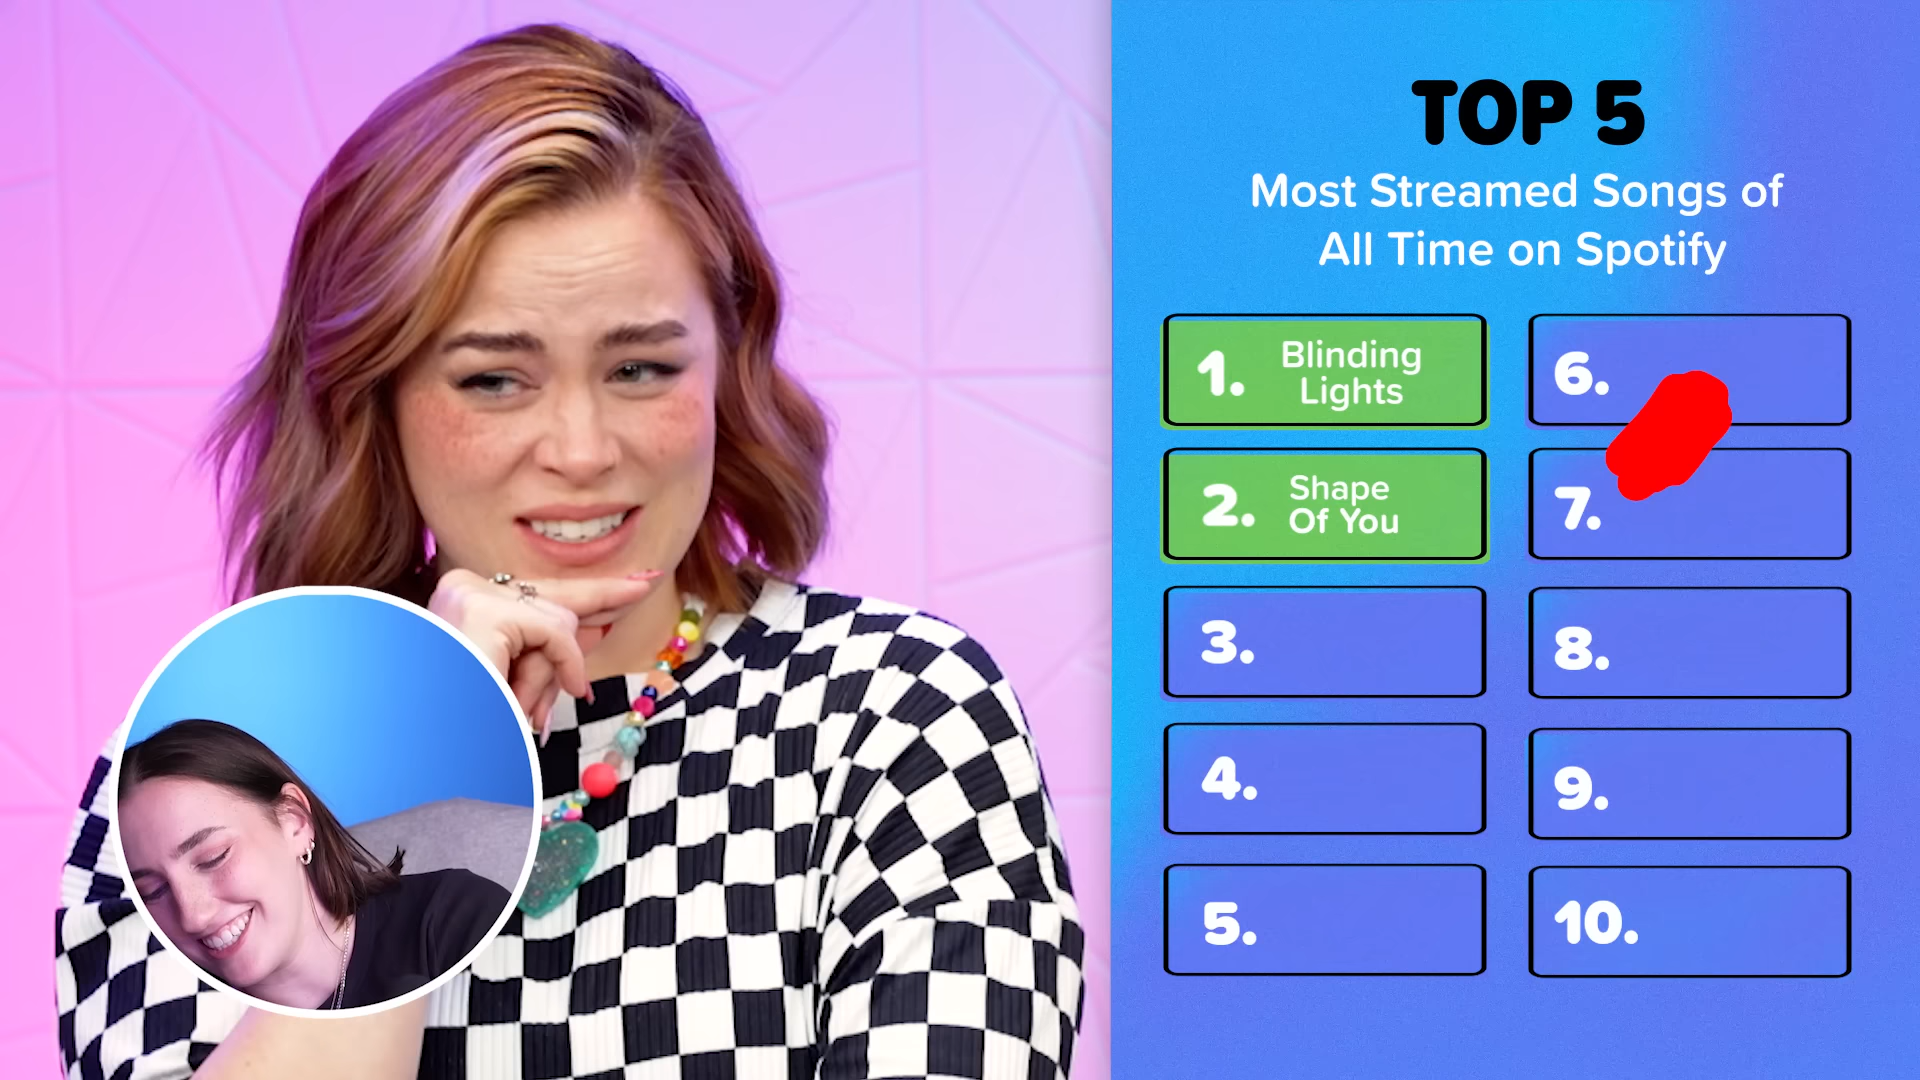 TOP 5
Most Streamed Songs of
All Time on Spotify
1. Blinding
Lights
2. Shape
Of You
3.
4.
5.
6.
7.
8.
9.
10.